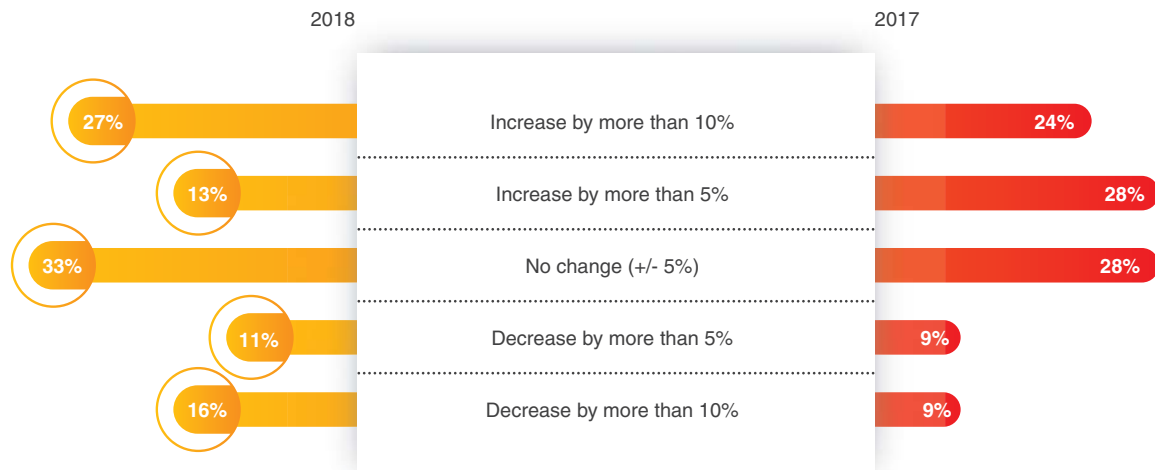 2018 2017
27% Increase by more than 10% 24%
13% Increase by more than 5% 28%
33% No change (+/- 5%) 28%
11% Decrease by more than 5% 9%
16% Decrease by more than 10% 9%